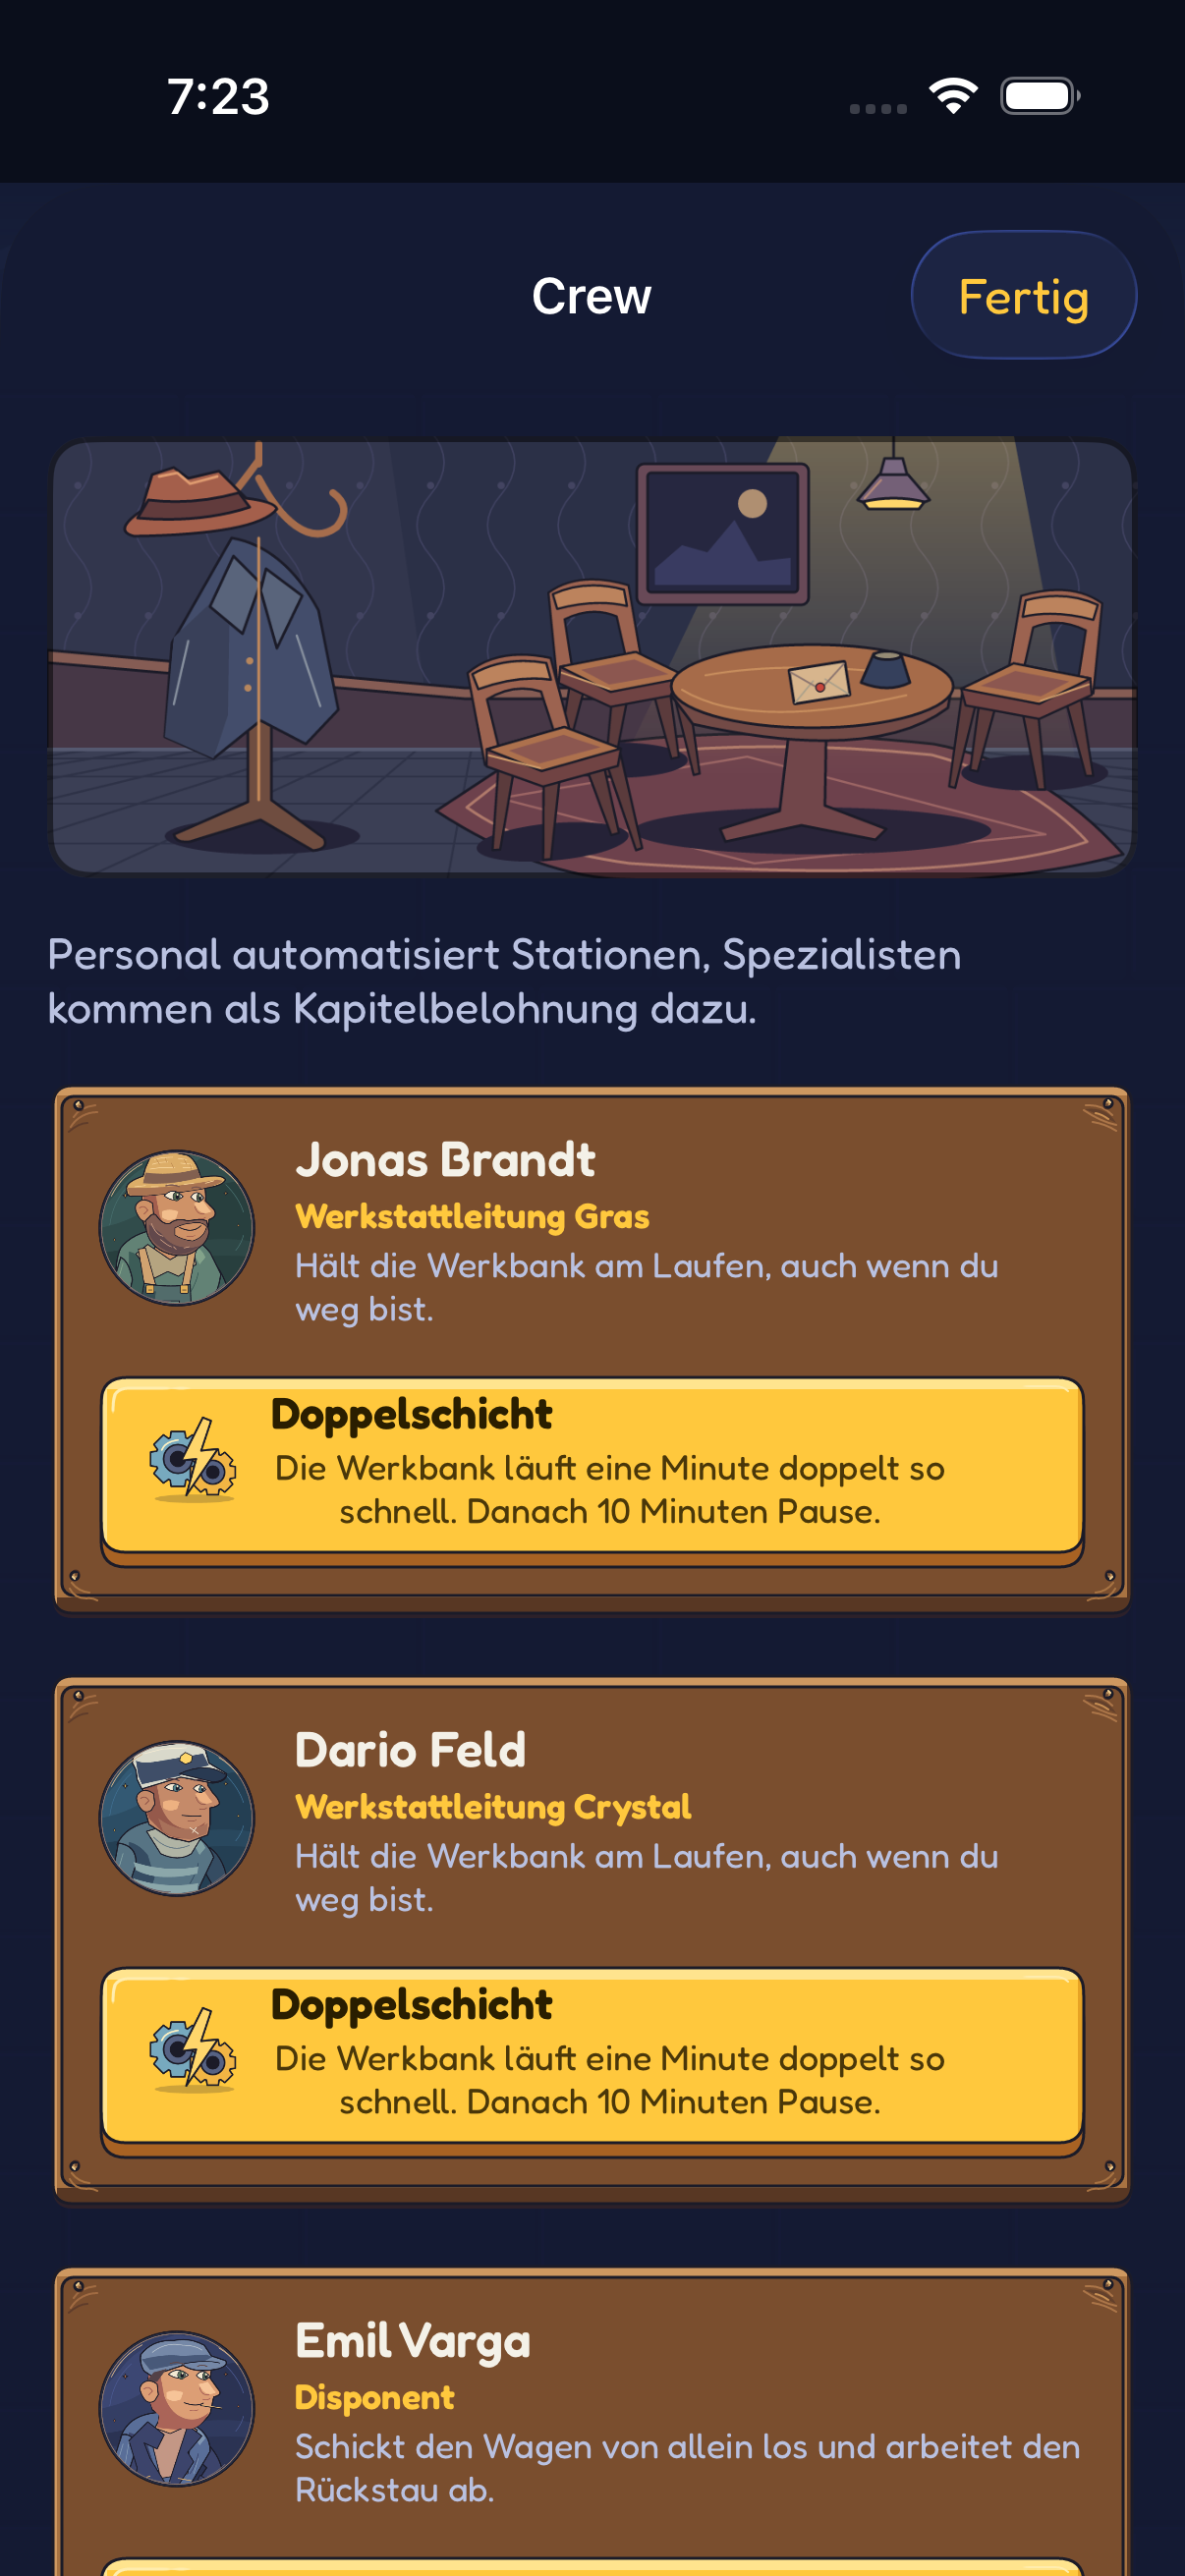 7:23
Crew
Fertig
Personal automatisiert Stationen, Spezialisten
kommen als Kapitelbelohnung dazu.
Jonas Brandt
Werkstattleitung Gras
Hält die Werkbank am Laufen, auch wenn du
weg bist.
Doppelschicht
Die Werkbank läuft eine Minute doppelt so
schnell. Danach 10 Minuten Pause.
Dario Feld
Werkstattleitung Crystal
Hält die Werkbank am Laufen, auch wenn du
weg bist.
Doppelschicht
Die Werkbank läuft eine Minute doppelt so
schnell. Danach 10 Minuten Pause.
Emil Varga
Disponent
Schickt den Wagen von allein los und arbeitet den
Rückstau ab.